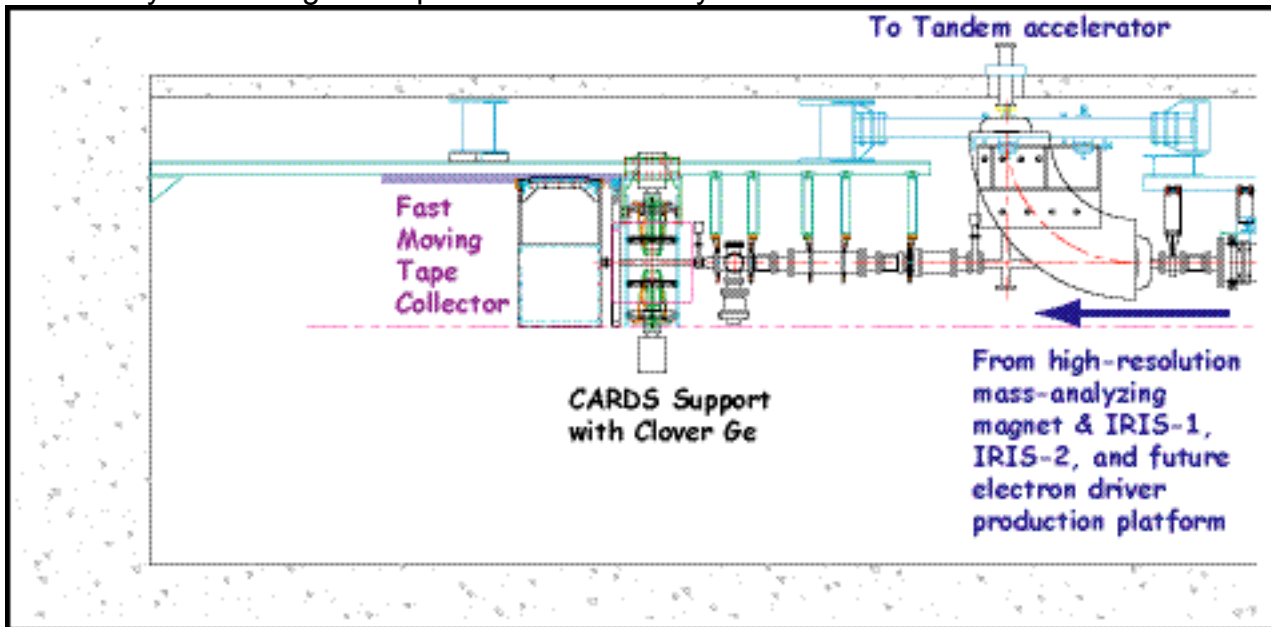 To Tandem accelerator
Fast
Moving
Tape
Collector
CARDS Support
with Clover Ge
From high-resolution
mass-analyzing
magnet & IRIS-1,
IRIS-2, and future
electron driver
production platform